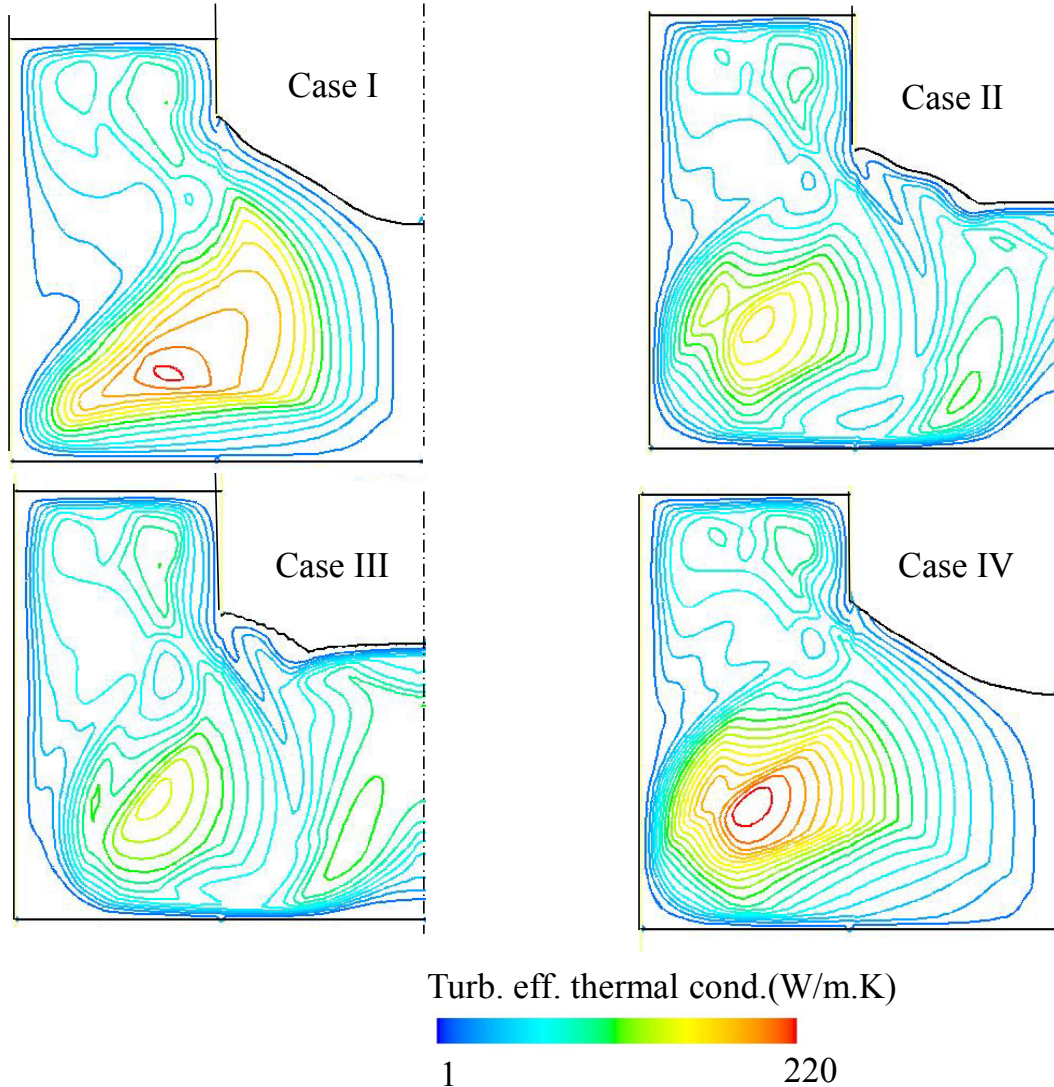 Case I
Case II
Case III
Case IV
Turb. eff. thermal cond.(W/m.K)
1
220